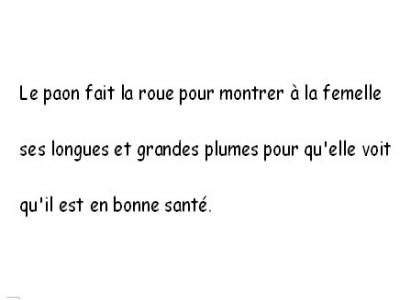 Le paon fait la roue pour montrer à la femelle
ses longues et grandes plumes pour qu'elle voit
qu'il est en bonne santé.